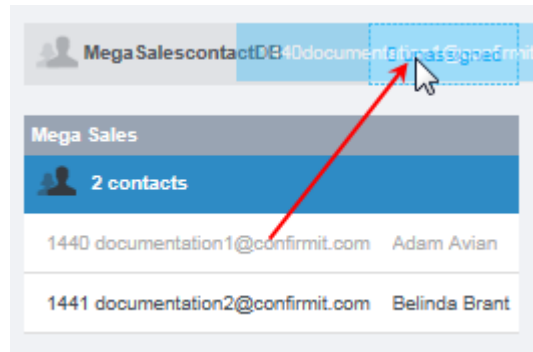 MegaSalescontactDB
Mega Sales
2 contacts
1440 documentation1@confirmit.com Adam Avian
1441 documentation2@confirmit.com Belinda Brant